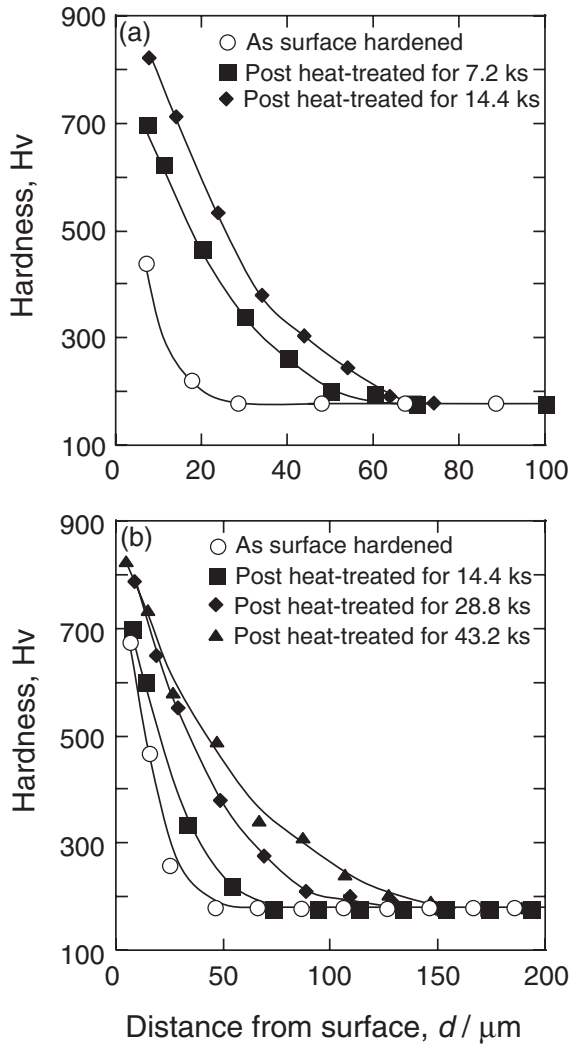 900
(a)
As surface hardened
Post heat-treated for 7.2 ks
Post heat-treated for 14.4 ks
700
500
300
100
Hardness, Hv
0 20 40 60 80 100
900
(b)
As surface hardened
Post heat-treated for 14.4 ks
Post heat-treated for 28.8 ks
Post heat-treated for 43.2 ks
700
500
300
100
Hardness, Hv
0 50 100 150 200
Distance from surface, d / μm